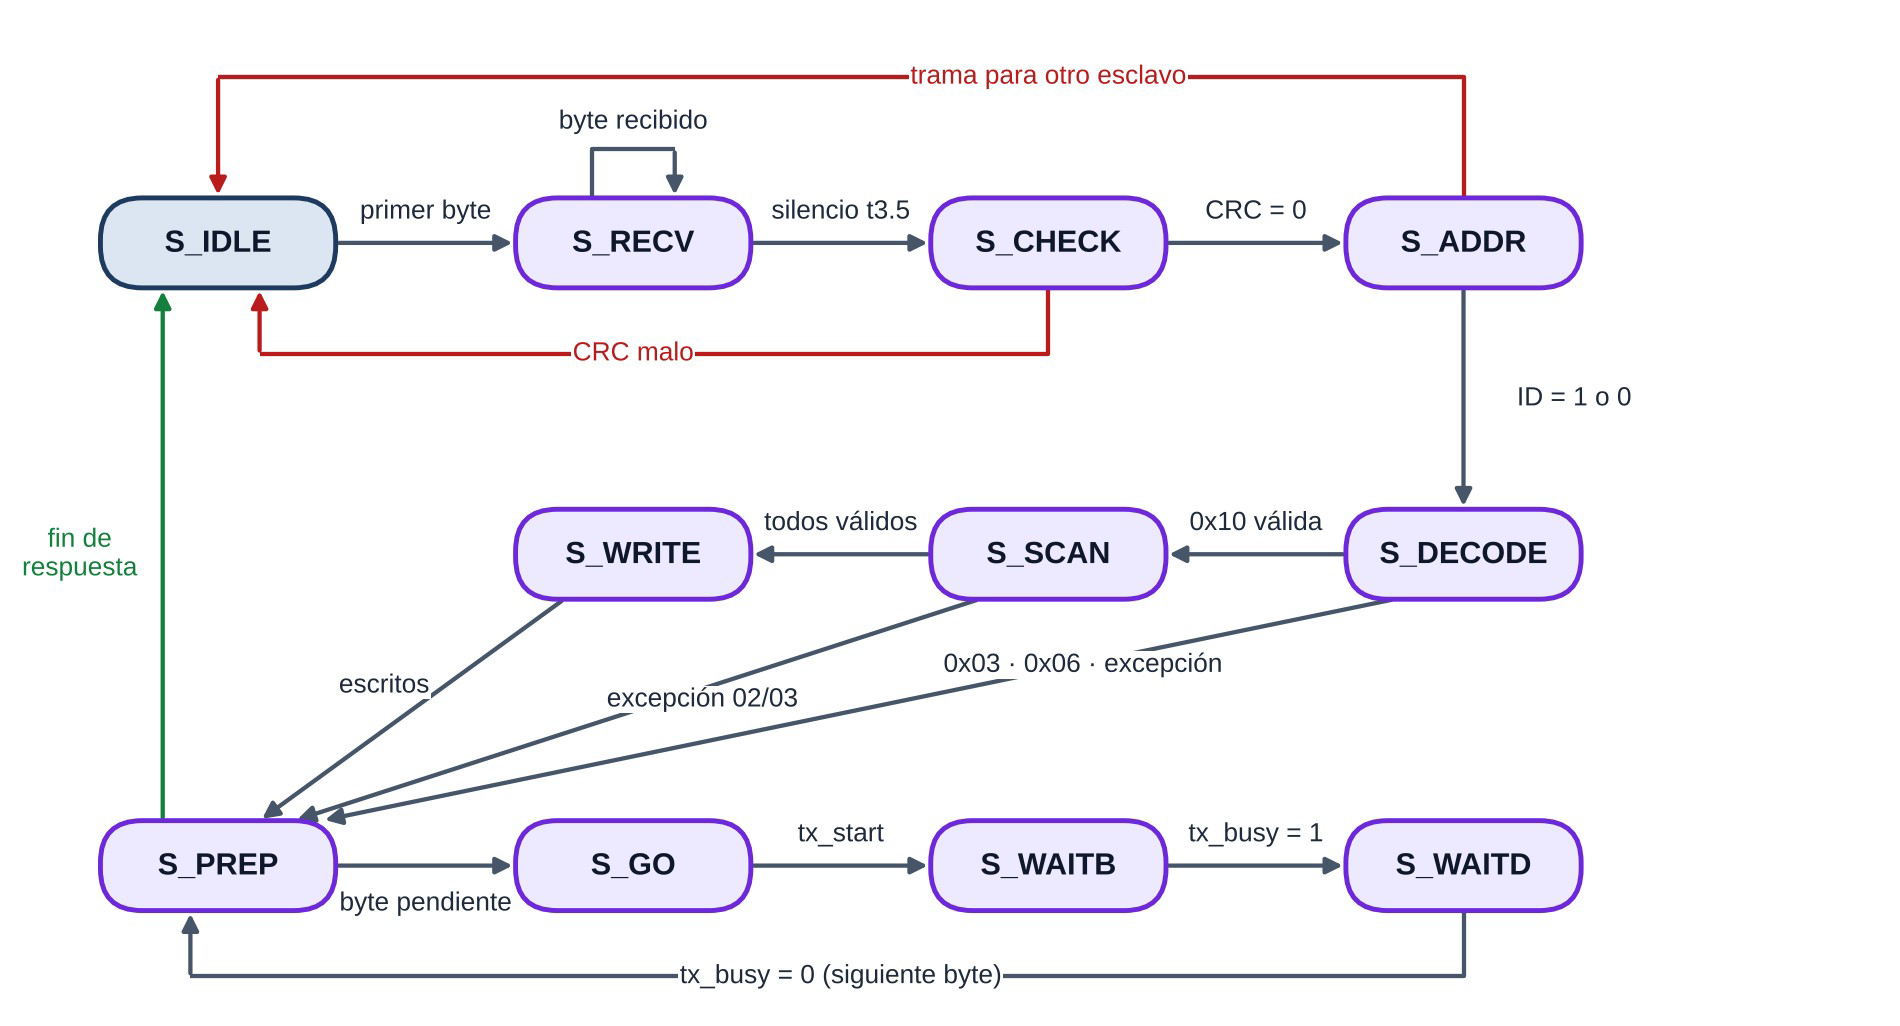 trama para otro esclavo
byte recibido
S_IDLE
primer byte
S_RECV
silencio t3.5
S_CHECK
CRC = 0
S_ADDR
CRC malo
ID = 1 o 0
fin de
respuesta
S_WRITE
todos válidos
S_SCAN
0x10 válida
S_DECODE
escritos
excepción 02/03
0x03 · 0x06 · excepción
S_PREP
byte pendiente
S_GO
tx_start
S_WAITB
tx_busy = 1
S_WAITD
tx_busy = 0 (siguiente byte)